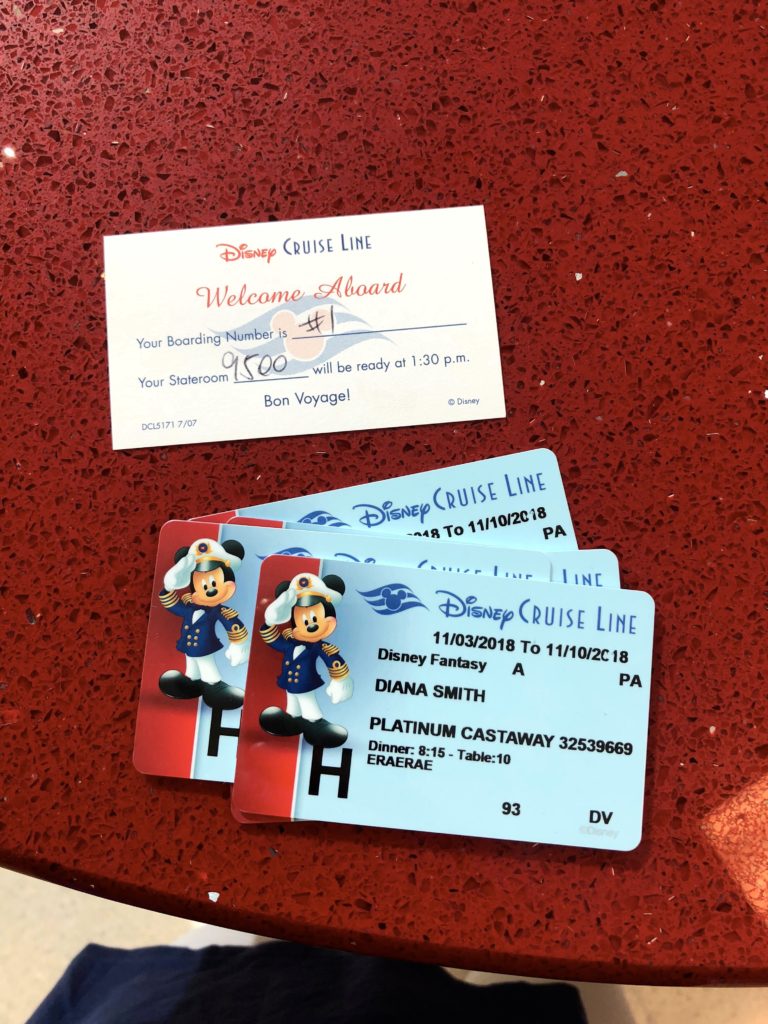 Disney CRUISE LINE
Welcome Aboard
Your Boarding Number is #1
Your Stateroom 9500 will be ready at 1:30 p.m.
Bon Voyage!
DCL5171 7/07 © Disney
Disney CRUISE LINE
2018 To 11/10/2018
PA
LINE
H
Disney CRUISE LINE
11/03/2018 To 11/10/2018
Disney Fantasy A PA
DIANA SMITH
PLATINUM CASTAWAY 32539669
Dinner: 8:15 - Table:10
ERAERAE
H
93 DV
©Disney